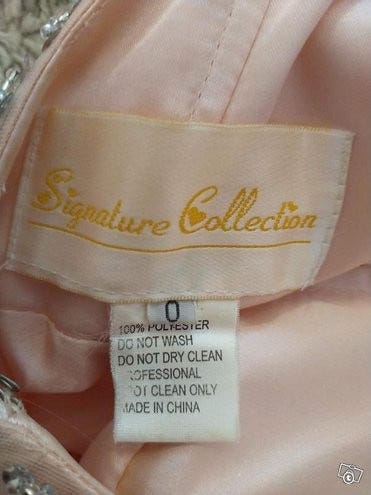 Signature Collection
0
100% POLYESTER
DO NOT WASH
DO NOT DRY CLEAN
ROFESSIONAL
OT CLEAN ONLY
MADE IN CHINA